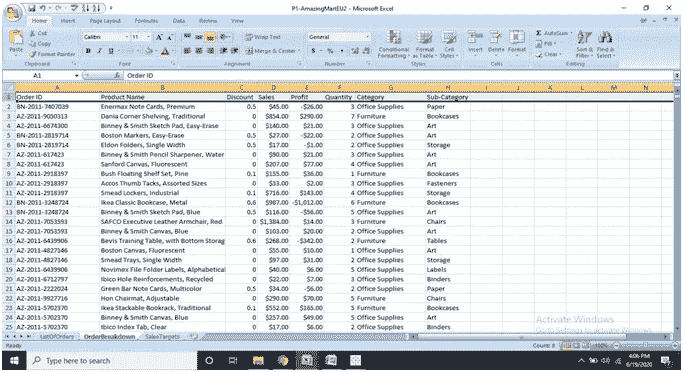 P1-AmazingMartEU2 - Microsoft Excel
Home Insert Page Layout Formulas Data Review View
Cut
Copy
Format Painter
Paste
Calibri 11
Wrap Text
Merge & Center
General
Conditional Formatting Format as Table Cell Styles
Insert Delete Format
AutoSum
Fill
Clear
Sort & Filter Find & Select
Clipboard Font Alignment Number Styles Cells Editing
A1 Order ID
A B C D E F G H I J K L M N
1 Order ID Product Name Discount Sales Profit Quantity Category Sub-Category
2 BN-2011-7407039 Enermax Note Cards, Premium 0.5 $45.00 -$26.00 3 Office Supplies Paper
3 AZ-2011-9050313 Dania Corner Shelving, Traditional 0 $854.00 $290.00 7 Furniture Bookcases
4 AZ-2011-6674300 Binney & Smith Sketch Pad, Easy-Erase 0 $140.00 $21.00 3 Office Supplies Art
5 BN-2011-2819714 Boston Markers, Easy-Erase 0.5 $27.00 -$22.00 2 Office Supplies Art
6 BN-2011-2819714 Eldon Folders, Single Width 0.5 $17.00 -$1.00 2 Office Supplies Storage
7 AZ-2011-617423 Binney & Smith Pencil Sharpener, Water 0 $90.00 $21.00 3 Office Supplies Art
8 AZ-2011-617423 Sanford Canvas, Fluorescent 0 $207.00 $77.00 4 Office Supplies Art
9 AZ-2011-2918397 Bush Floating Shelf Set, Pine 0.1 $155.00 $36.00 1 Furniture Bookcases
10 AZ-2011-2918397 Accos Thumb Tacks, Assorted Sizes 0 $33.00 $2.00 3 Office Supplies Fasteners
11 AZ-2011-2918397 Smead Lockers, Industrial 0.1 $716.00 $143.00 4 Office Supplies Storage
12 BN-2011-3248724 Ikea Classic Bookcase, Metal 0.6 $987.00 -$1,012.00 6 Furniture Bookcases
13 BN-2011-3248724 Binney & Smith Sketch Pad, Blue 0.5 $116.00 -$56.00 5 Office Supplies Art
14 AZ-2011-7053593 SAFCO Executive Leather Armchair, Red 0 $1,384.00 $14.00 3 Furniture Chairs
15 AZ-2011-7053593 Binney & Smith Canvas, Blue 0 $103.00 $20.00 2 Office Supplies Art
16 BN-2011-6439906 Bevis Training Table, with Bottom Storag 0.6 $268.00 -$342.00 2 Furniture Tables
17 AZ-2011-4827146 Boston Canvas, Fluorescent 0 $55.00 $10.00 1 Office Supplies Art
18 AZ-2011-4827146 Smead Trays, Single Width 0 $97.00 $31.00 2 Office Supplies Storage
19 AZ-2011-6439906 Novimex File Folder Labels, Alphabetical 0 $40.00 $6.00 5 Office Supplies Labels
20 AZ-2011-6712797 Ibico Hole Reinforcements, Recycled 0 $22.00 $7.00 3 Office Supplies Binders
21 AZ-2011-2222024 Green Bar Note Cards, Multicolor 0.5 $34.00 -$6.00 2 Office Supplies Paper
22 AZ-2011-9927716 Hon Chairmat, Adjustable 0 $290.00 $70.00 5 Furniture Chairs
23 AZ-2011-5702370 Ikea Stackable Bookrack, Traditional 0.1 $552.00 $165.00 5 Furniture Bookcases
24 AZ-2011-5702370 Binney & Smith Canvas, Blue 0 $257.00 $49.00 5 Office Supplies Art
25 AZ-2011-5702370 Ibico Index Tab, Clear 0 $17.00 $6.00 2 Office Supplies Binders
Activate Windows
Go to Settings to activate Windows.
ListOfOrders OrderBreakdown SalesTargets
Ready Count: 8 100%
Type here to search
4:06 PM
6/19/2020